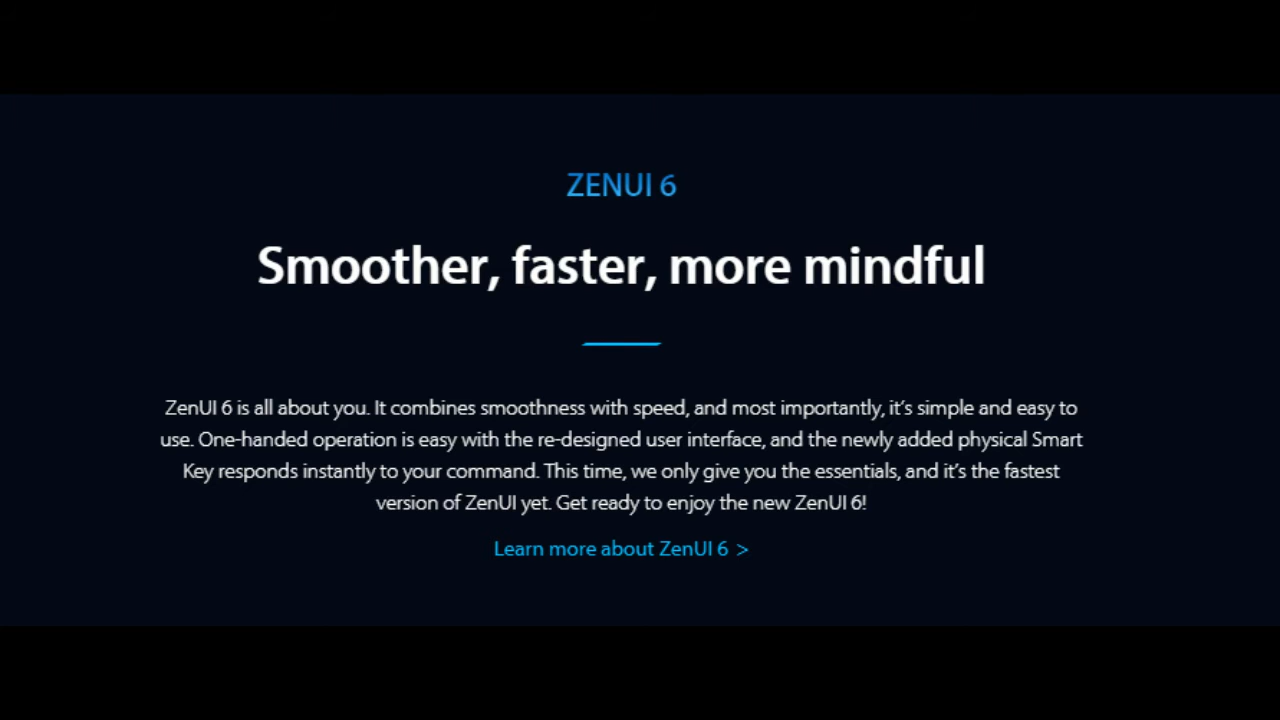 ZENUI 6
Smoother, faster, more mindful
ZenUI 6 is all about you. It combines smoothness with speed, and most importantly, it’s simple and easy to
use. One-handed operation is easy with the re-designed user interface, and the newly added physical Smart
Key responds instantly to your command. This time, we only give you the essentials, and it’s the fastest
version of ZenUI yet. Get ready to enjoy the new ZenUI 6!
Learn more about ZenUI 6 >